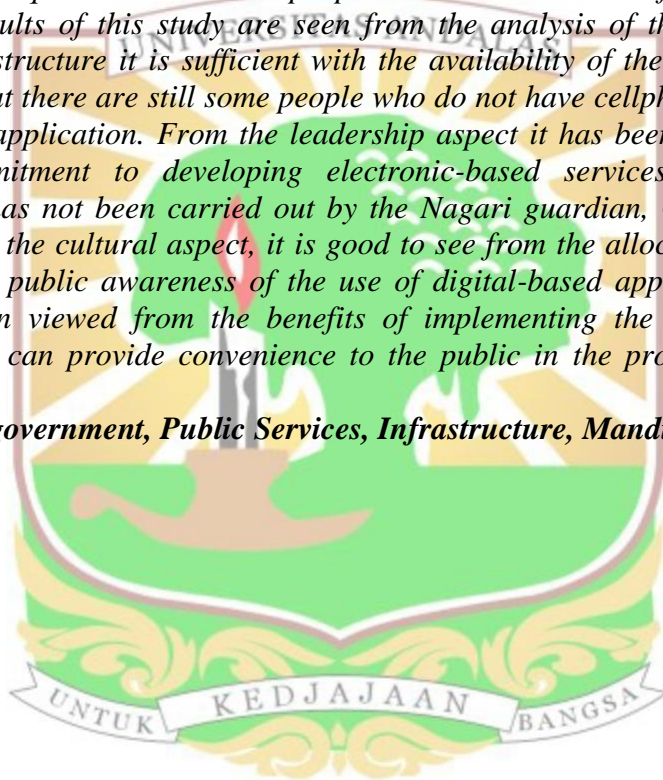 ults of this study are seen from the analysis of th
structure it is sufficient with the availability of the
ut there are still some people who do not have cellph
application. From the leadership aspect it has been
mitment to developing electronic-based services
as not been carried out by the Nagari guardian,
the cultural aspect, it is good to see from the alloc
public awareness of the use of digital-based app
n viewed from the benefits of implementing the
can provide convenience to the public in the pro
government, Public Services, Infrastructure, Mandi
UNIVERSITAS ANDALAS
UNTUK KEDJAJAAN BANGSA